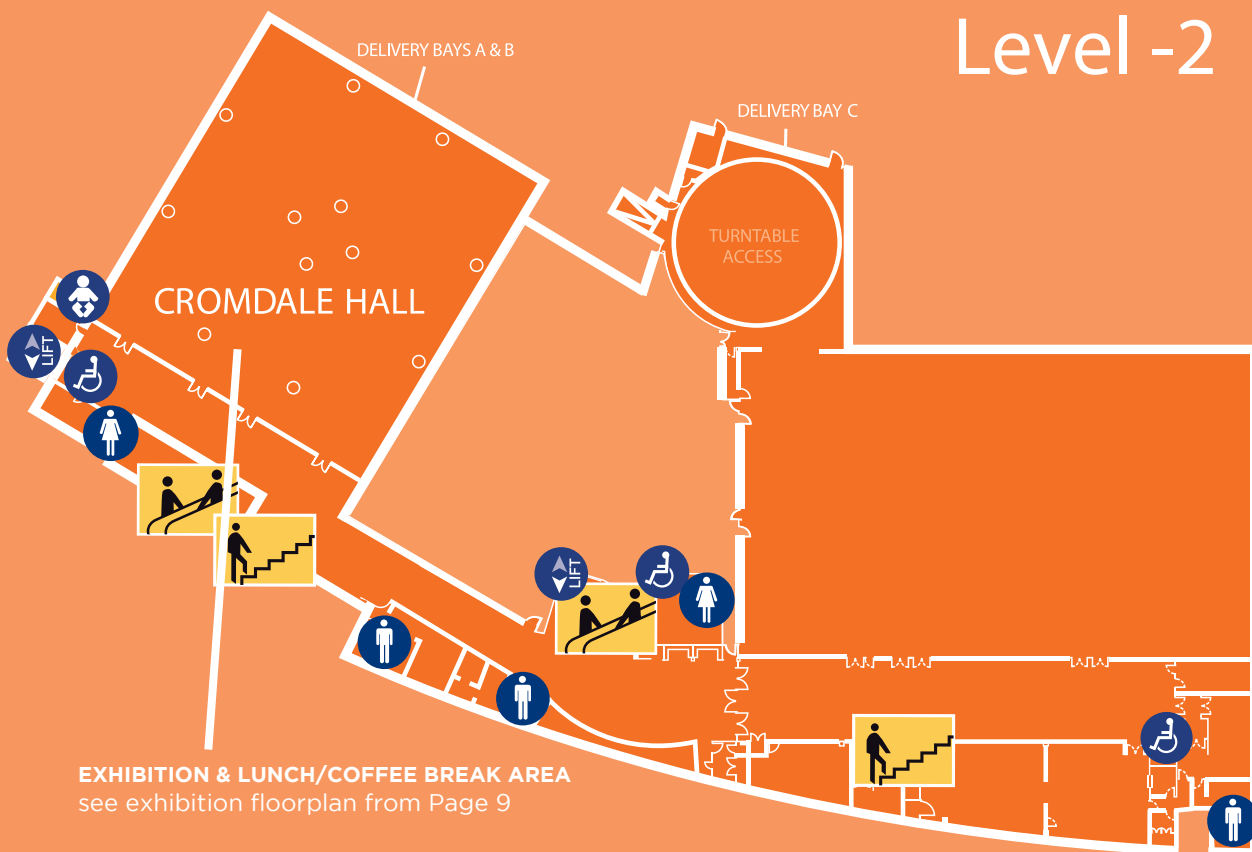 Level -2
DELIVERY BAYS A & B
DELIVERY BAY C
TURNTABLE
ACCESS
CROMDALE HALL
LIFT
LIFT
EXHIBITION & LUNCH/COFFEE BREAK AREA
see exhibition floorplan from Page 9